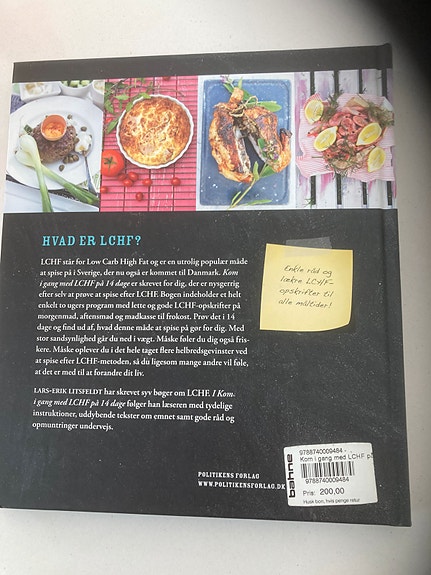 HVAD ER LCHF?
LCHF står for Low Carb High Fat og er en utrolig populær måde
at spise på i Sverige, der nu også er kommet til Danmark. Kom
i gang med LCHF på 14 dage er skrevet for dig, der er nysgerrig
efter selv at prøve at spise efter LCHF. Bogen indeholder et helt
enkelt to ugers program med lette og gode LCHF-opskrifter på
morgenmad, aftensmad og madkasse til frokost. Prøv det i 14
dage og find ud af, hvad denne måde at spise på gør for dig. Med
stor sandsynlighed går du ned i vægt. Måske føler du dig også fris-
kere. Måske oplever du i det hele taget flere helbredsgevinster ved
at spise efter LCHF-metoden, så du ligesom mange andre vil føle,
at det er med til at forandre dit liv.
LARS-ERIK LITSFELDT har skrevet syv bøger om LCHF. I Kom
i gang med LCHF på 14 dage følger han læseren med tydelige
instruktioner, uddybende tekster om emnet samt gode råd og
opmuntringer undervejs.
Enkle råd og
lækre LCHF-
opskrifter til
alle måltider!
POLITIKENS FORLAG
WWW.POLITIKENSFORLAG.DK
bahne
9788740009484 -
Kom i gang med LCHF på
9788740009484
Pris: 200,00
Husk bon, hvis penge retur